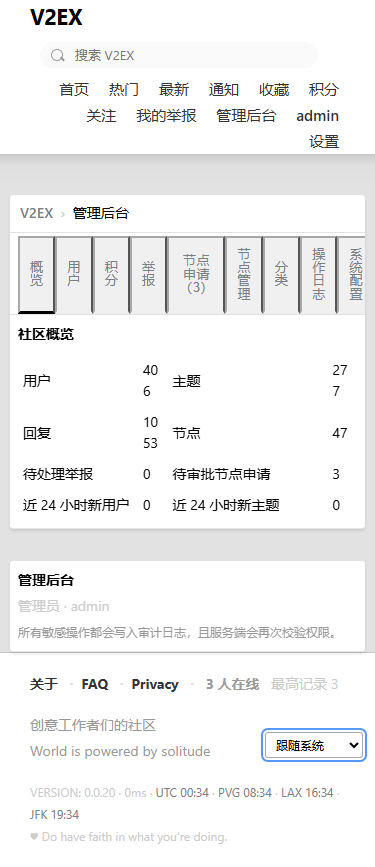 V2EX
搜索 V2EX
首页 热门 最新 通知 收藏 积分
关注 我的举报 管理后台 admin
设置
V2EX › 管理后台
概览 用户 积分 举报 节点申请（3） 节点管理 分类 操作日志 系统配置
社区概览
用户 406 主题 277
回复 1053 节点 47
待处理举报 0 待审批节点申请 3
近 24 小时新用户 0 近 24 小时新主题 0
管理后台
管理员 · admin
所有敏感操作都会写入审计日志，且服务端会再次校验权限。
关于 · FAQ · Privacy · 3 人在线 最高记录 3
创意工作者们的社区
World is powered by solitude
跟随系统
VERSION: 0.0.20 · 0ms · UTC 00:34 · PVG 08:34 · LAX 16:34 ·
JFK 19:34
♥ Do have faith in what you're doing.